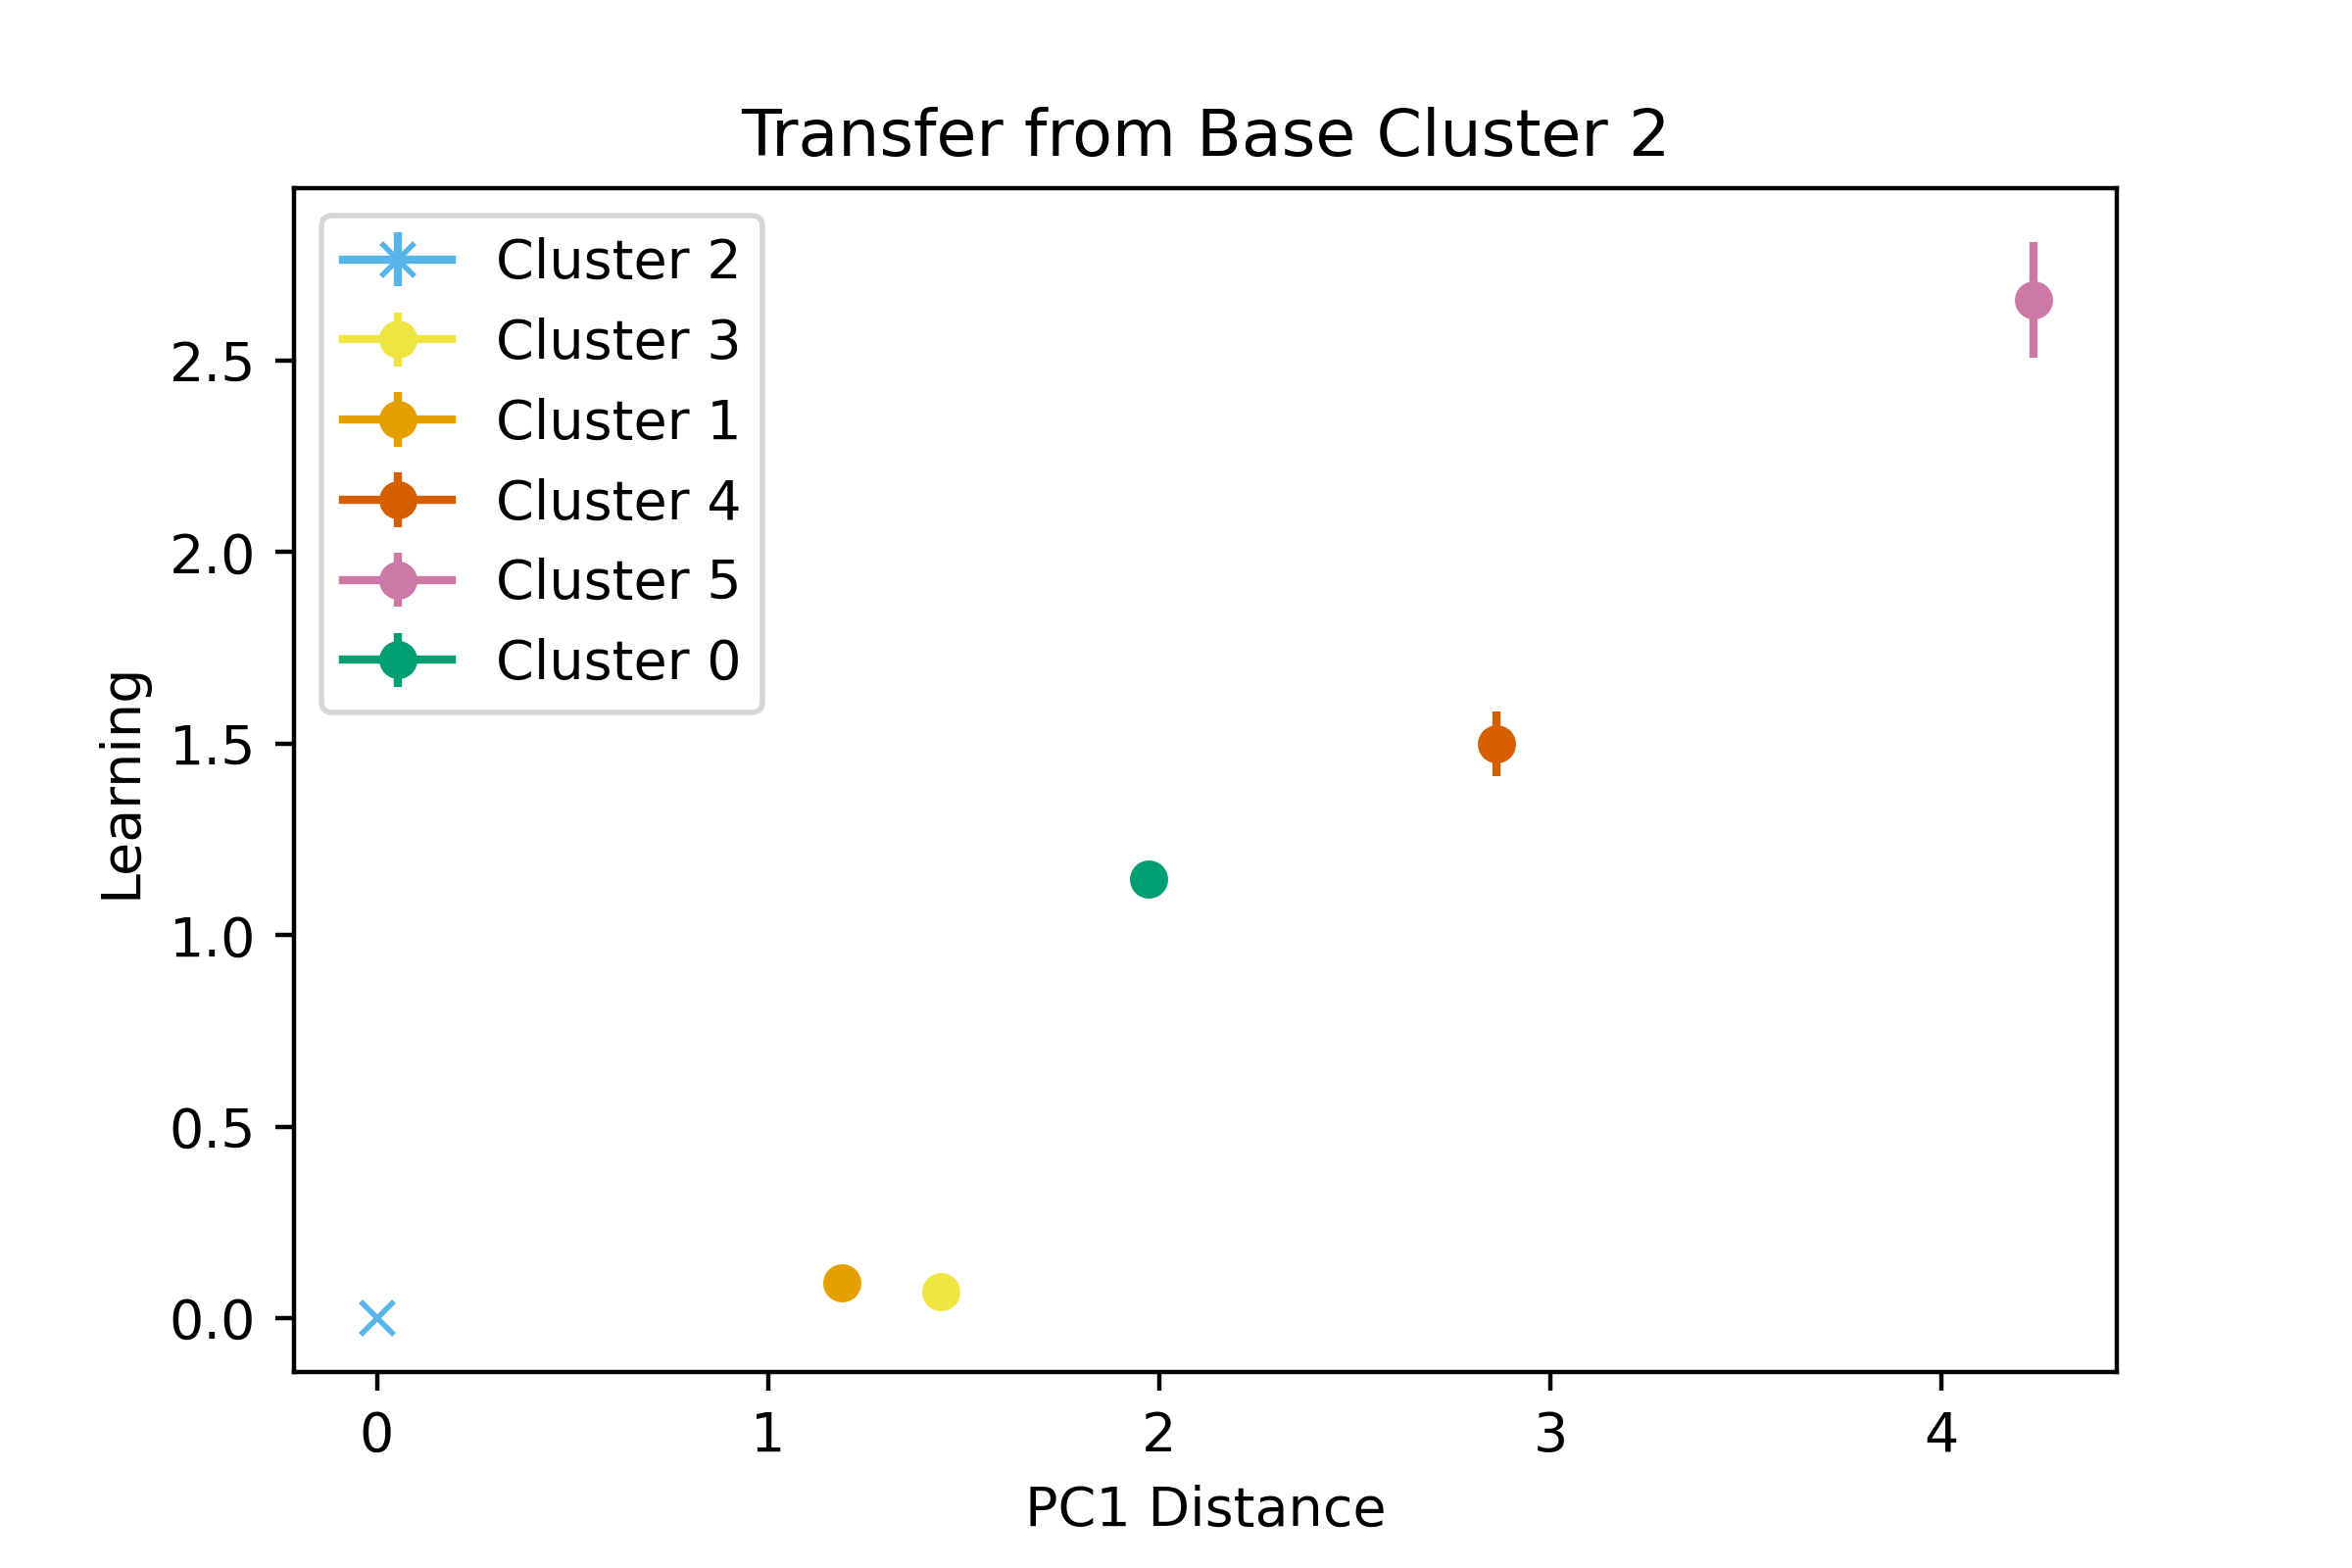 Transfer from Base Cluster 2
Cluster 2
Cluster 3
Cluster 1
Cluster 4
Cluster 5
Cluster 0
Learning
2.5
2.0
1.5
1.0
0.5
0.0
0 1 2 3 4
PC1 Distance